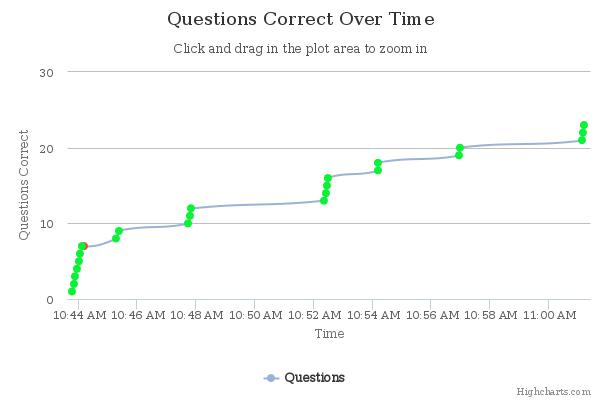 Questions Correct Over Time
Click and drag in the plot area to zoom in
Questions Correct
30
20
10
0
10:44 AM 10:46 AM 10:48 AM 10:50 AM 10:52 AM 10:54 AM 10:56 AM 10:58 AM 11:00 AM
Time
Questions
Highcharts.com